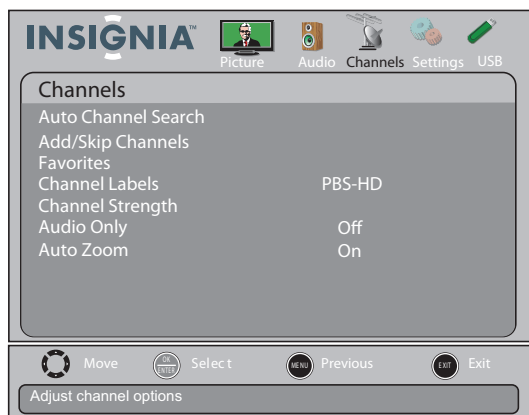 INSIGNIA™
Picture Audio Channels Settings USB
Channels
Auto Channel Search
Add/Skip Channels
Favorites
Channel Labels PBS-HD
Channel Strength
Audio Only Off
Auto Zoom On
Move OK ENTER Select MENU Previous EXIT Exit
Adjust channel options